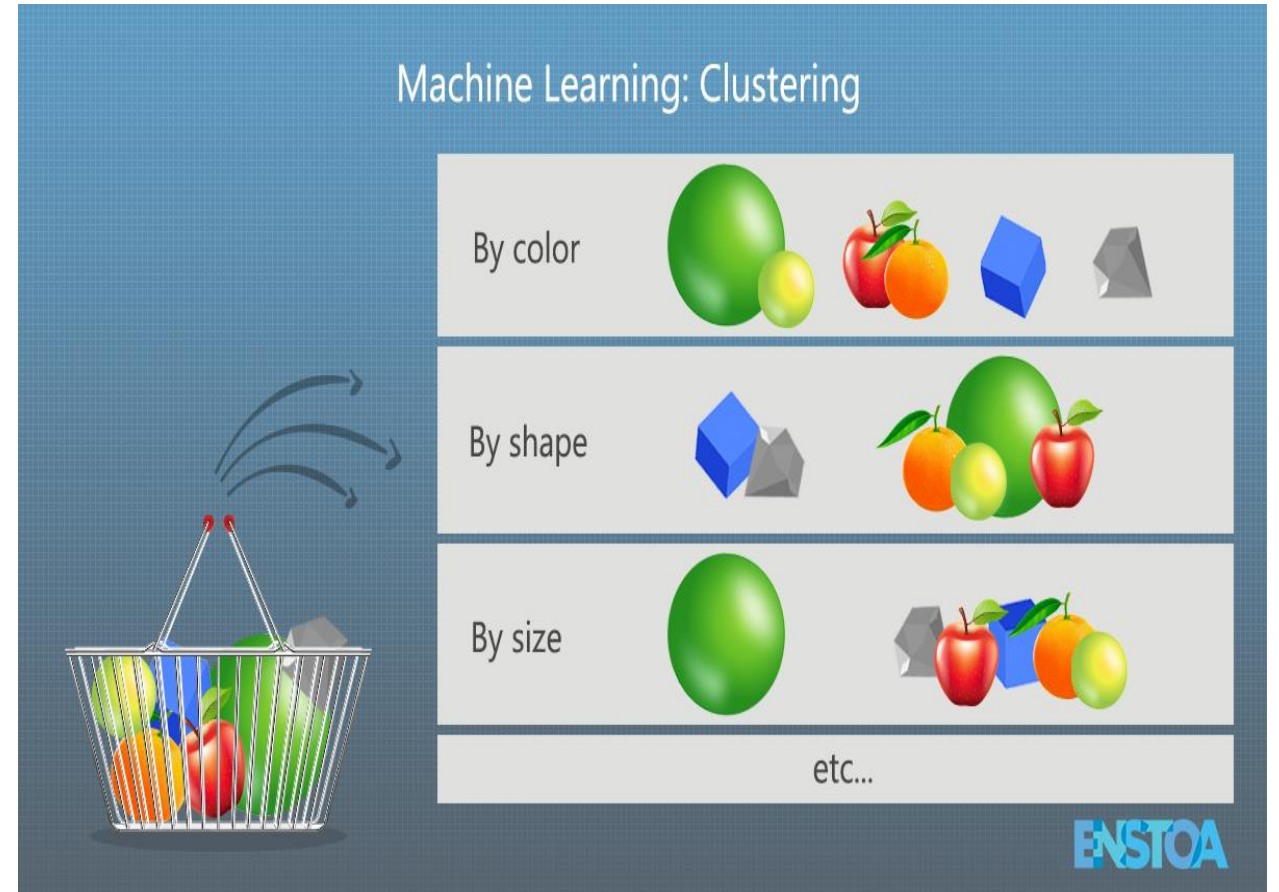 Machine Learning: Clustering
By color
By shape
By size
etc...
ENSTOA